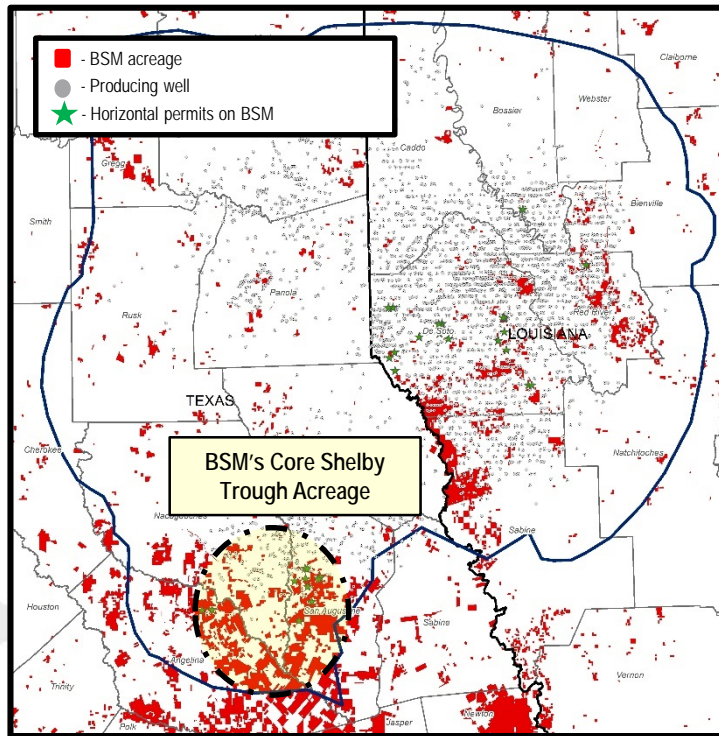 - BSM acreage
- Producing well
- Horizontal permits on BSM
Claiborne
Webster
Bossier
Caddo
Gregg
Smith
Bienville
Panola
Rusk
Red River
De Soto
LOUISIANA
TEXAS
Cherokee
BSM's Core Shelby
Trough Acreage
Natchitoches
Nacogdoches
Sabine
Houston
San Augustine
Sabine
Angelina
Vernon
Trinity
Polk
Jasper
Newton